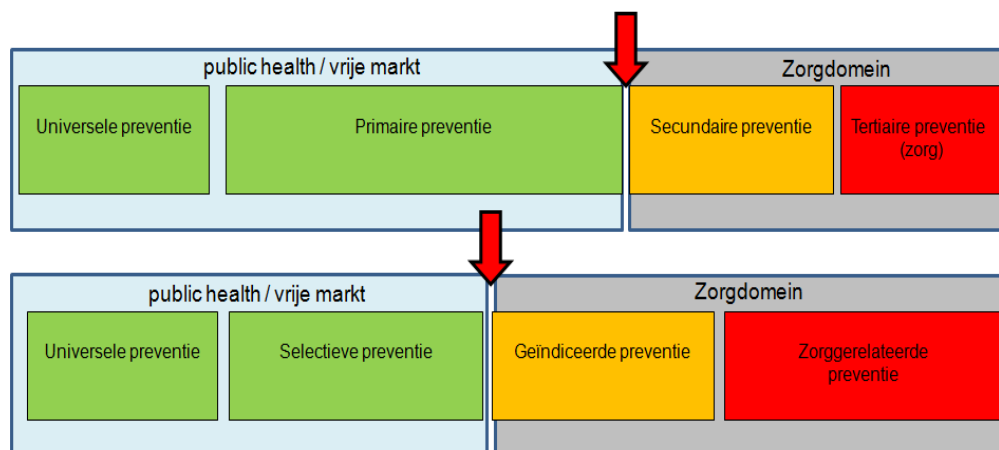 public health / vrije markt
Zorgdomein
Universele preventie
Primaire preventie
Secundaire preventie
Tertiaire preventie
(zorg)
public health / vrije markt
Zorgdomein
Universele preventie
Selectieve preventie
Geïndiceerde preventie
Zorggerelateerde
preventie